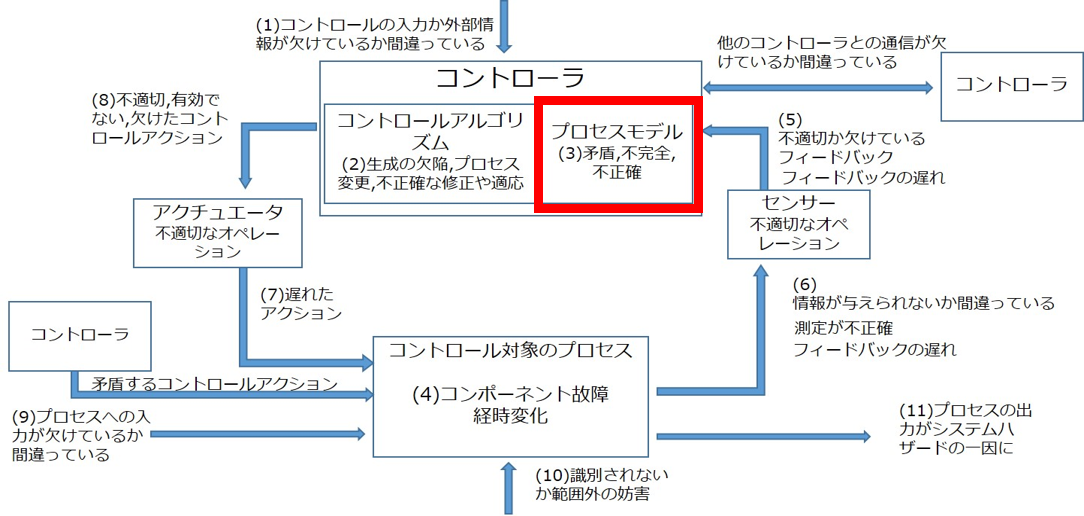 (1)コントロールの入力か外部情
報が欠けているか間違っている
他のコントローラとの通信が欠
けているか間違っている
コントローラ
コントローラ
(8)不適切,有効で
ない,欠けたコント
ロールアクション
コントロールアルゴリ
ズム
(2)生成の欠陥,プロセス
変更,不正確な修正や適応
プロセスモデル
(3)矛盾,不完全,
不正確
(5)
不適切か欠けている
フィードバック
フィードバックの遅れ
アクチュエータ
不適切なオペレー
ション
センサー
不適切なオペ
レーション
(7)遅れた
アクション
(6)
情報が与えられないか間違っている
測定が不正確
フィードバックの遅れ
コントローラ
コントロール対象のプロセス
(4)コンポーネント故障
経時変化
矛盾するコントロールアクション
(9)プロセスへの入
力が欠けているか
間違っている
(11)プロセスの出
力がシステムハ
ザードの一因に
(10)識別されない
か範囲外の妨害